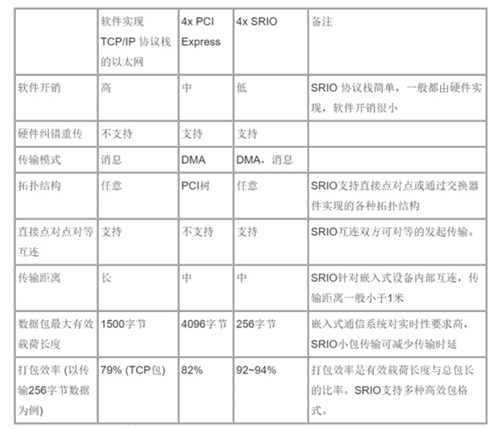 软件实现 4x PCI 4x SRIO 备注
TCP/IP 协议栈 Express
的以太网
软件开销 高 中 低 SRIO 协议栈简单，一般都由硬件实
现，软件开销很小
硬件纠错重传 不支持 支持 支持
传输模式 消息 DMA DMA，消息
拓扑结构 任意 PCI树 任意 SRIO支持直接点对点或通过交换器
件实现的各种拓扑结构
直接点对点对等 支持 不支持 支持 SRIO互连双方可对等的发起传输。
互连
传输距离 长 中 中 SRIO针对嵌入式设备内部互连，传
输距离一般小于1米
数据包最大有效 1500字节 4096字节 256字节 嵌入式通信系统对实时性要求高，
载荷长度 SRIO小包传输可减少传输时延
打包效率 (以传 79% (TCP包) 82% 92~94% 打包效率是有效载荷长度与总包长
输256字节数据 的比率。SRIO支持多种高效包格
为例) 式。